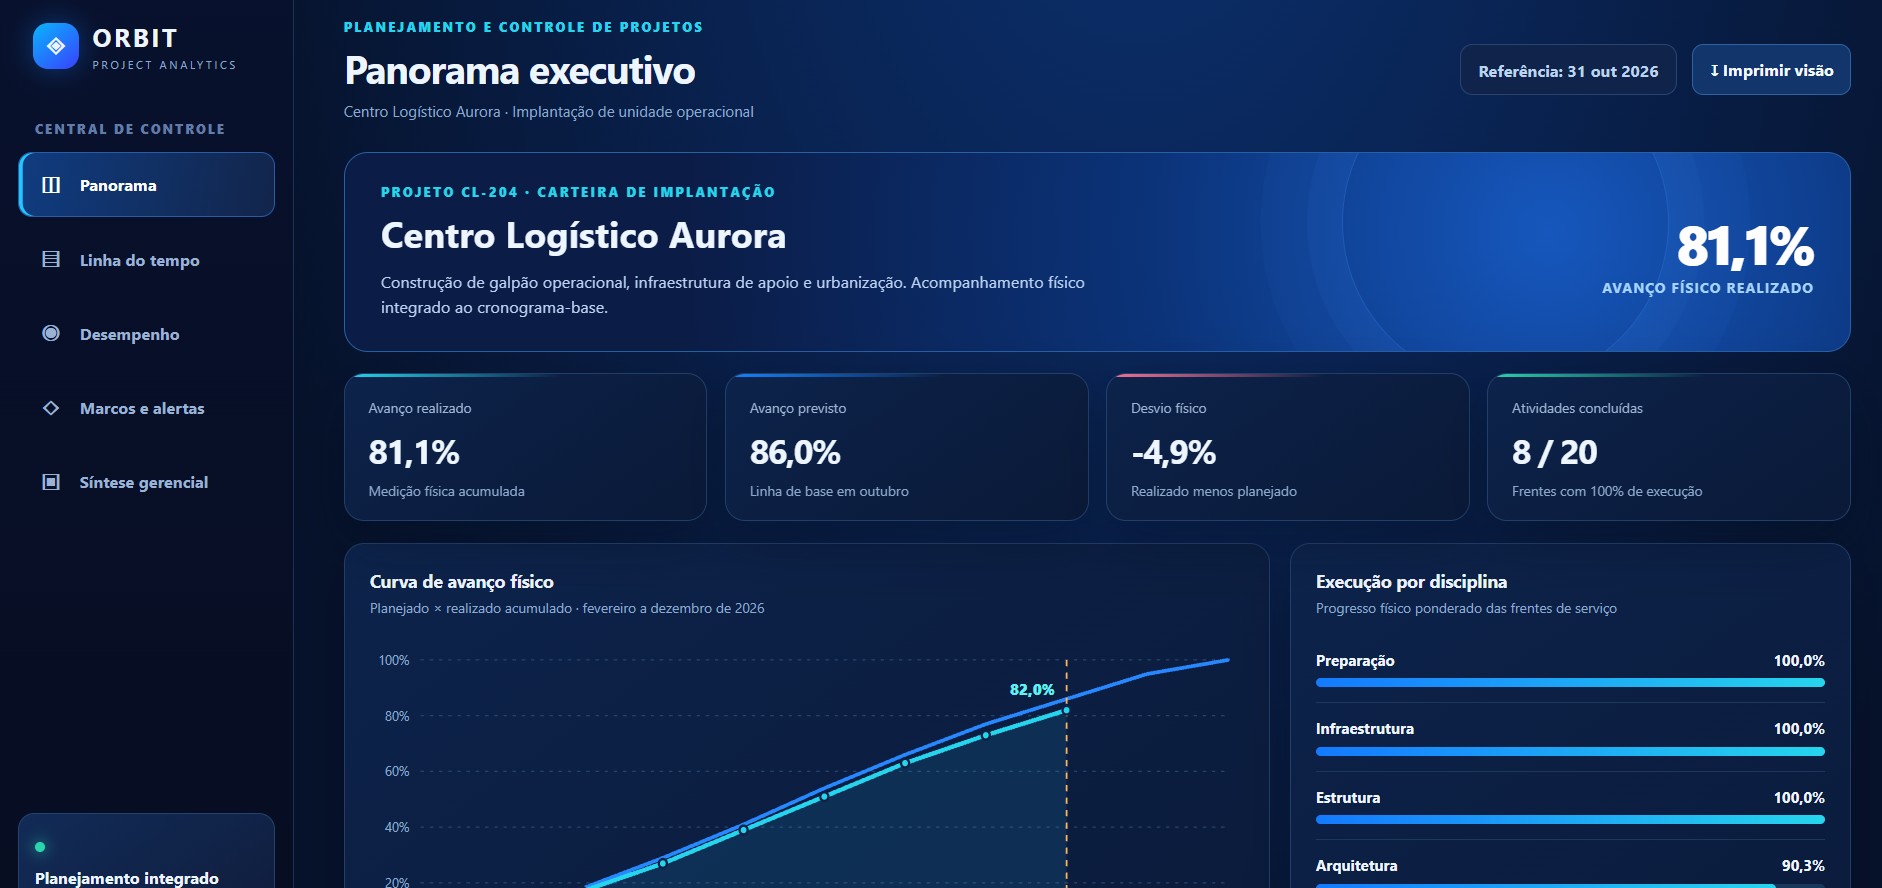 ORBIT
PROJECT ANALYTICS
CENTRAL DE CONTROLE
Panorama
Linha do tempo
Desempenho
Marcos e alertas
Síntese gerencial
Planejamento integrado
PLANEJAMENTO E CONTROLE DE PROJETOS
Panorama executivo
Centro Logístico Aurora · Implantação de unidade operacional
Referência: 31 out 2026
↧ Imprimir visão
PROJETO CL-204 · CARTEIRA DE IMPLANTAÇÃO
Centro Logístico Aurora
Construção de galpão operacional, infraestrutura de apoio e urbanização. Acompanhamento físico
integrado ao cronograma-base.
81,1%
AVANÇO FÍSICO REALIZADO
Avanço realizado
81,1%
Medição física acumulada
Avanço previsto
86,0%
Linha de base em outubro
Desvio físico
-4,9%
Realizado menos planejado
Atividades concluídas
8 / 20
Frentes com 100% de execução
Curva de avanço físico
Planejado × realizado acumulado · fevereiro a dezembro de 2026
100%
82,0%
80%
60%
40%
20%
Execução por disciplina
Progresso físico ponderado das frentes de serviço
Preparação 100,0%
Infraestrutura 100,0%
Estrutura 100,0%
Arquitetura 90,3%